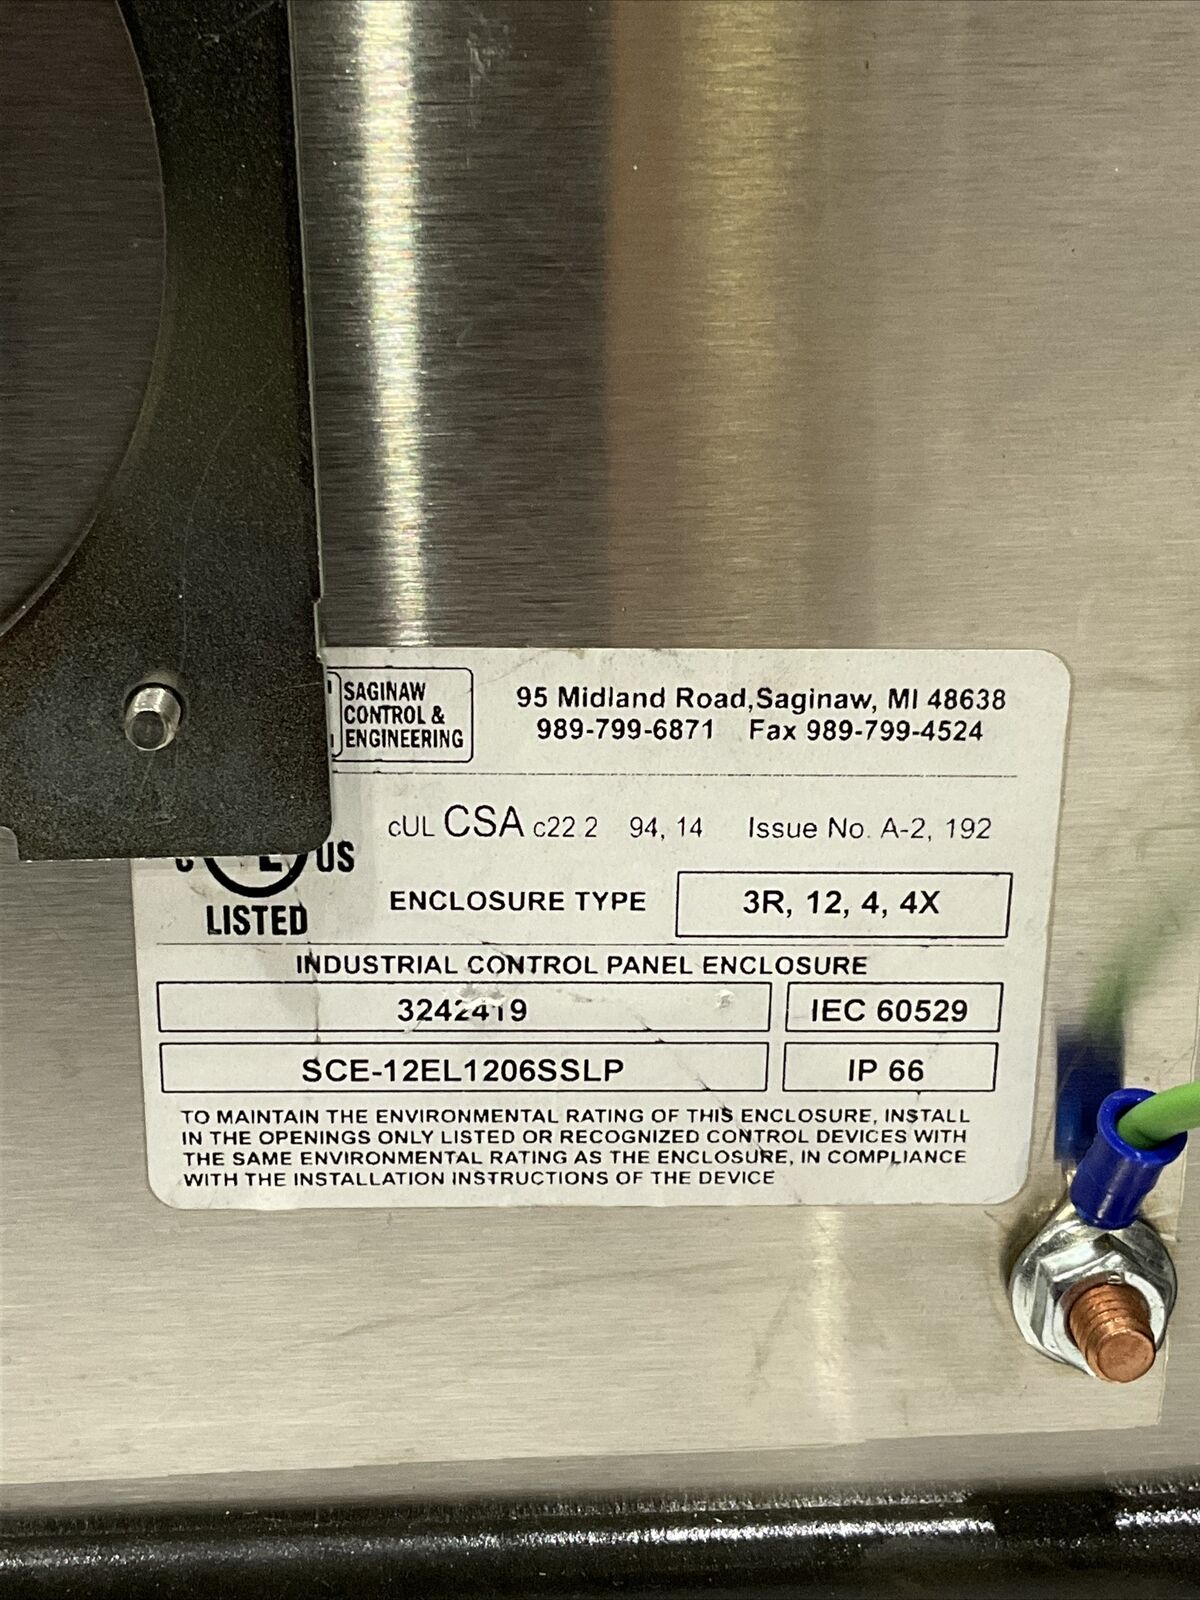 SAGINAW
CONTROL &
ENGINEERING
95 Midland Road,Saginaw, MI 48638
989-799-6871 Fax 989-799-4524
cUL CSA c22 2 94, 14 Issue No. A-2, 192
US
LISTED
ENCLOSURE TYPE 3R, 12, 4, 4X
INDUSTRIAL CONTROL PANEL ENCLOSURE
3242419 IEC 60529
SCE-12EL1206SSLP IP 66
TO MAINTAIN THE ENVIRONMENTAL RATING OF THIS ENCLOSURE, INSTALL
IN THE OPENINGS ONLY LISTED OR RECOGNIZED CONTROL DEVICES WITH
THE SAME ENVIRONMENTAL RATING AS THE ENCLOSURE, IN COMPLIANCE
WITH THE INSTALLATION INSTRUCTIONS OF THE DEVICE